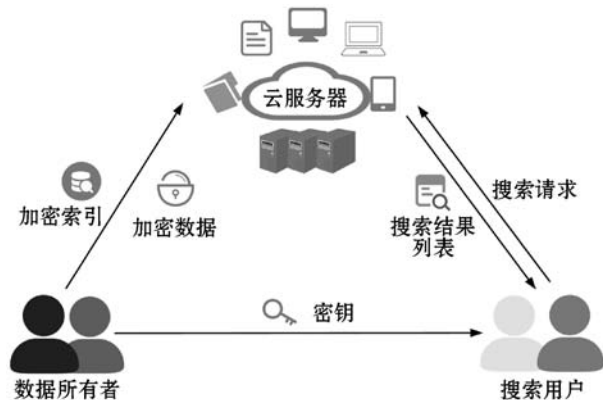 云服务器
加密索引
加密数据
搜索结果
列表
搜索请求
密钥
数据所有者
搜索用户